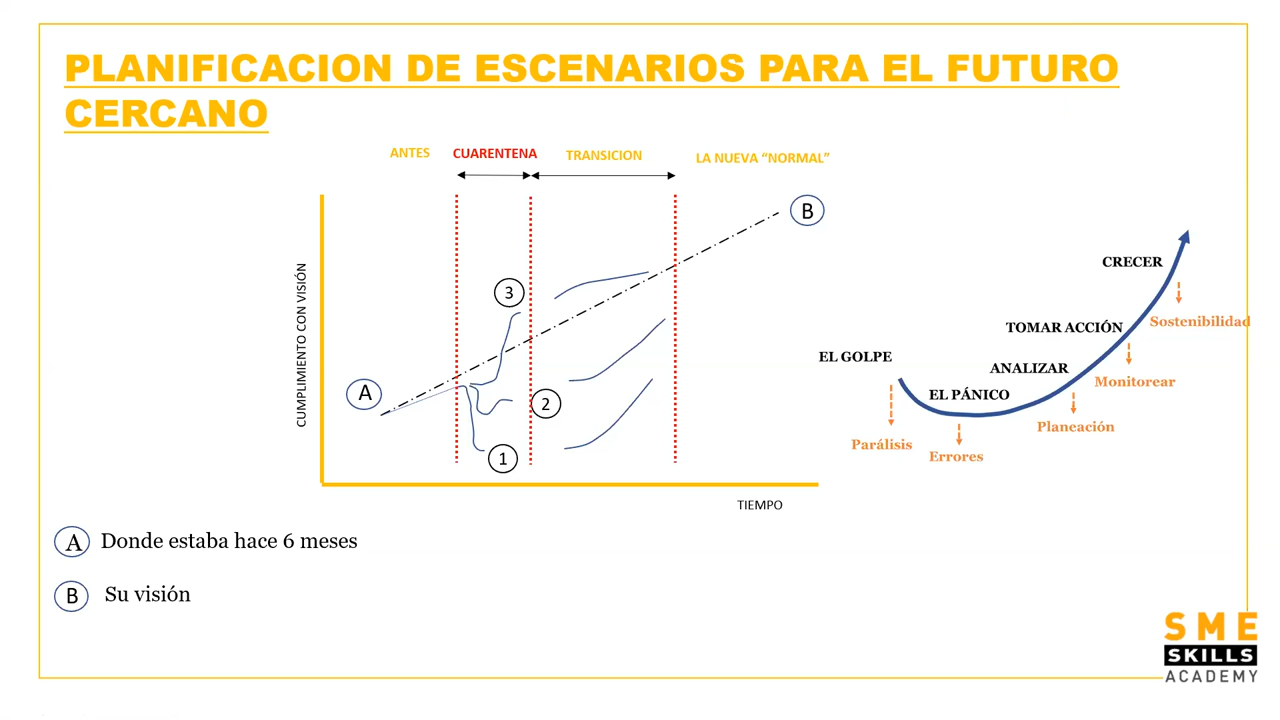 PLANIFICACION DE ESCENARIOS PARA EL FUTURO
CERCANO
ANTES
CUARENTENA
TRANSICION
LA NUEVA “NORMAL”
B
3
CUMPLIMIENTO CON VISIÓN
A
2
1
TIEMPO
CRECER
Sostenibilidad
TOMAR ACCIÓN
EL GOLPE
ANALIZAR
Monitorear
EL PÁNICO
Planeación
Parálisis
Errores
A Donde estaba hace 6 meses
B Su visión
SME
SKILLS
ACADEMY